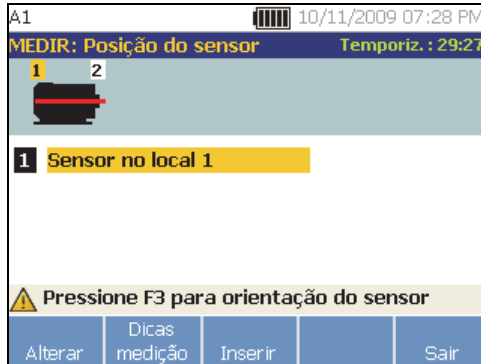 A1 10/11/2009 07:28 PM
MEDIR: Posição do sensor Temporiz. : 29:27
1 2
1 Sensor no local 1
Pressione F3 para orientação do sensor
Alterar Dicas medição Inserir Sair